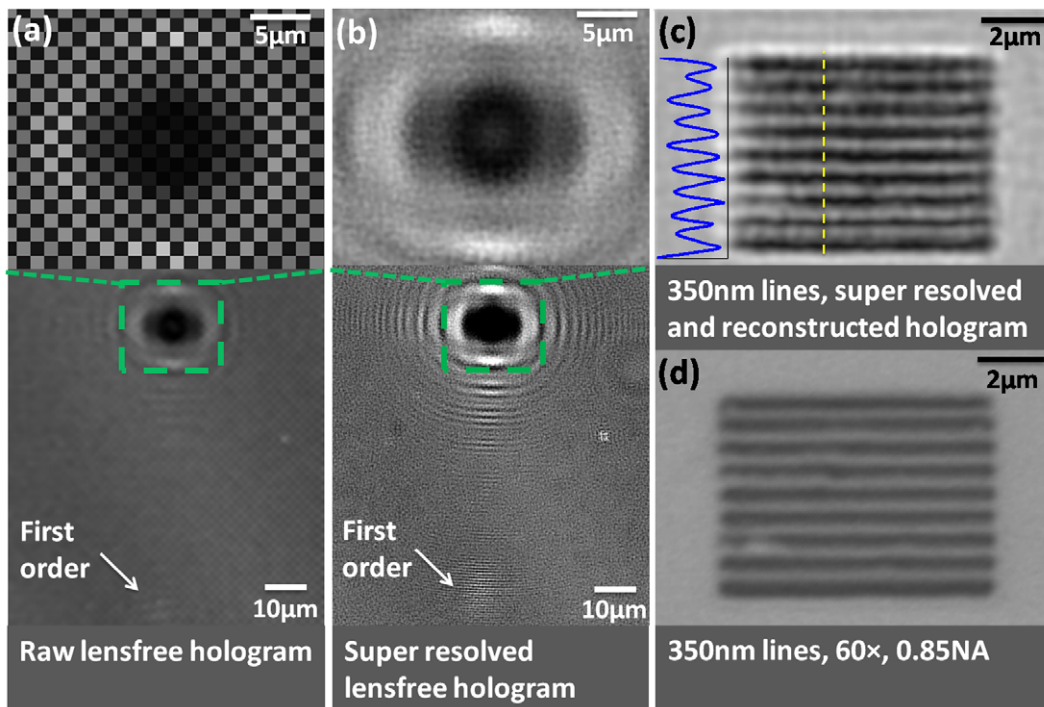 (a)
5μm
First
order
10μm
Raw lensfree hologram
(b)
5μm
First
order
10μm
Super resolved
lensfree hologram
(c)
2μm
350nm lines, super resolved
and reconstructed hologram
(d)
2μm
350nm lines, 60×, 0.85NA